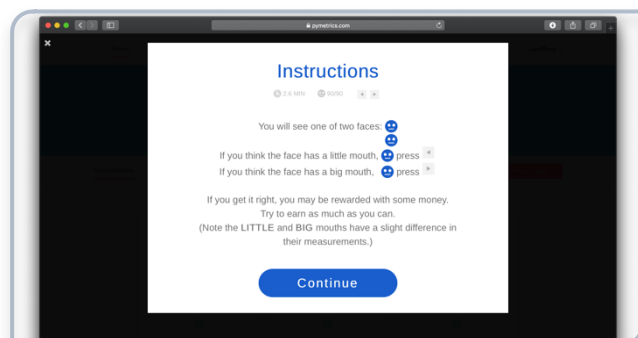 pymetrics.com
Instructions
2.6 MIN 90/90
You will see one of two faces:
If you think the face has a little mouth, press
If you think the face has a big mouth, press
If you get it right, you may be rewarded with some money.
Try to earn as much as you can.
(Note the LITTLE and BIG mouths have a slight difference in
their measurements.)
Continue